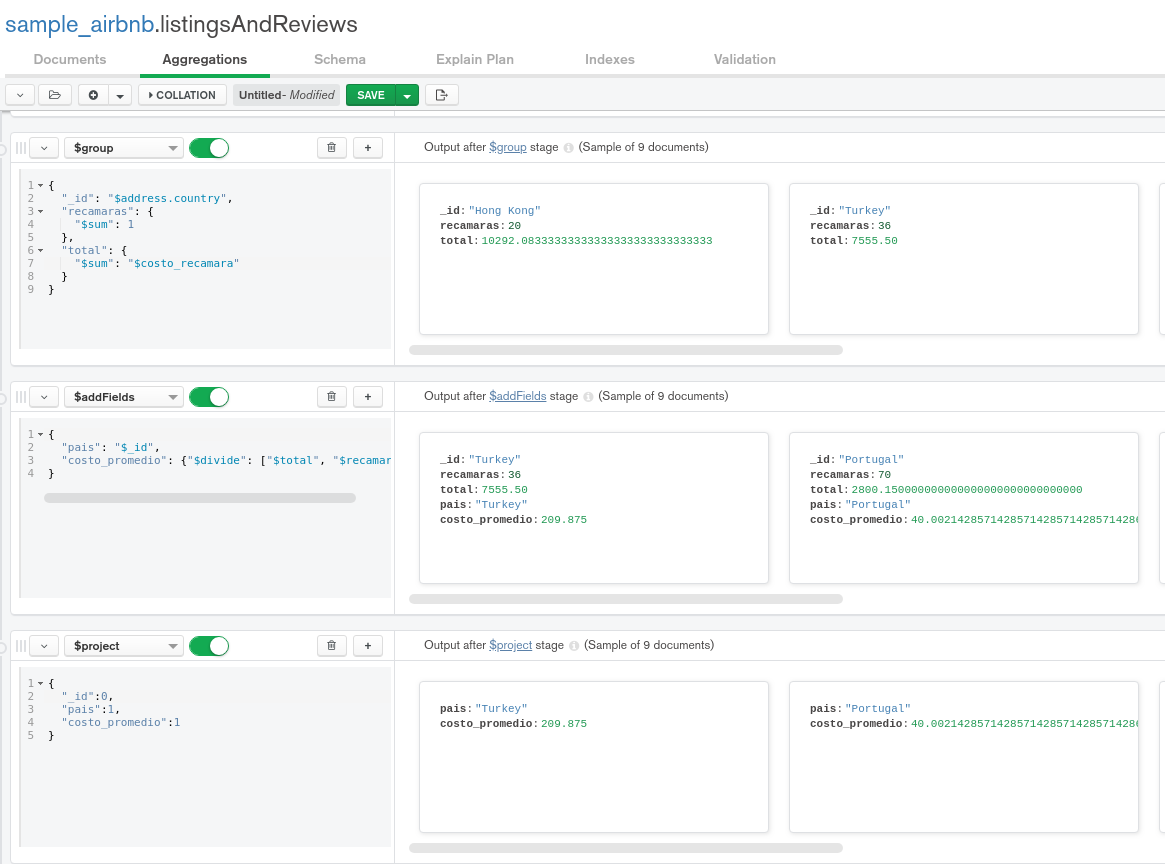 sample_airbnb.listingsAndReviews
Documents Aggregations Schema Explain Plan Indexes Validation
COLLATION Untitled- Modified SAVE
$group
Output after $group stage (Sample of 9 documents)
1 {
2 "_id": "$address.country",
3 "recamaras": {
4 "$sum": 1
5 },
6 "total": {
7 "$sum": "$costo_recamara"
8 }
9 }
_id: "Hong Kong"
recamaras: 20
total: 10292.08333333333333333333333333
_id: "Turkey"
recamaras: 36
total: 7555.50
$addFields
Output after $addFields stage (Sample of 9 documents)
1 {
2 "pais": "$_id",
3 "costo_promedio": {"$divide": ["$total", "$recamar
4 }
_id: "Turkey"
recamaras: 36
total: 7555.50
pais: "Turkey"
costo_promedio: 209.875
_id: "Portugal"
recamaras: 70
total: 2800.150000000000000000000000000
pais: "Portugal"
costo_promedio: 40.00214285714285714285714285714286
$project
Output after $project stage (Sample of 9 documents)
1 {
2 "_id":0,
3 "pais":1,
4 "costo_promedio":1
5 }
pais: "Turkey"
costo_promedio: 209.875
pais: "Portugal"
costo_promedio: 40.00214285714285714285714285714286